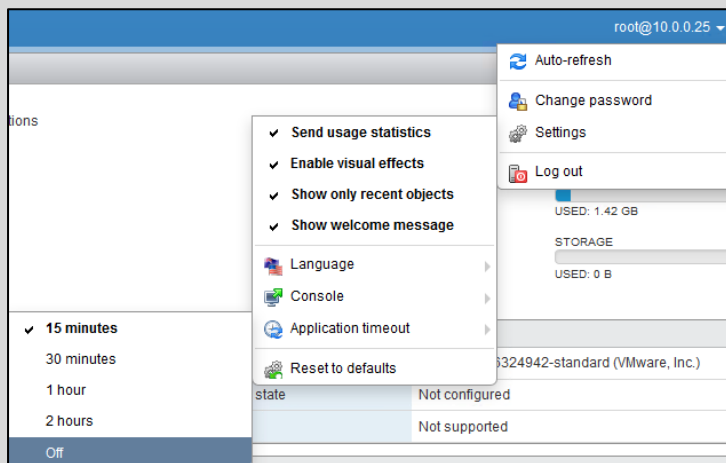 root@10.0.0.25
Auto-refresh
Change password
Settings
Log out
tions
Send usage statistics
Enable visual effects
Show only recent objects
Show welcome message
Language
Console
Application timeout
Reset to defaults
USED: 1.42 GB
STORAGE
USED: 0 B
15 minutes
30 minutes
1 hour
2 hours
Off
6324942-standard (VMware, Inc.)
state
Not configured
Not supported